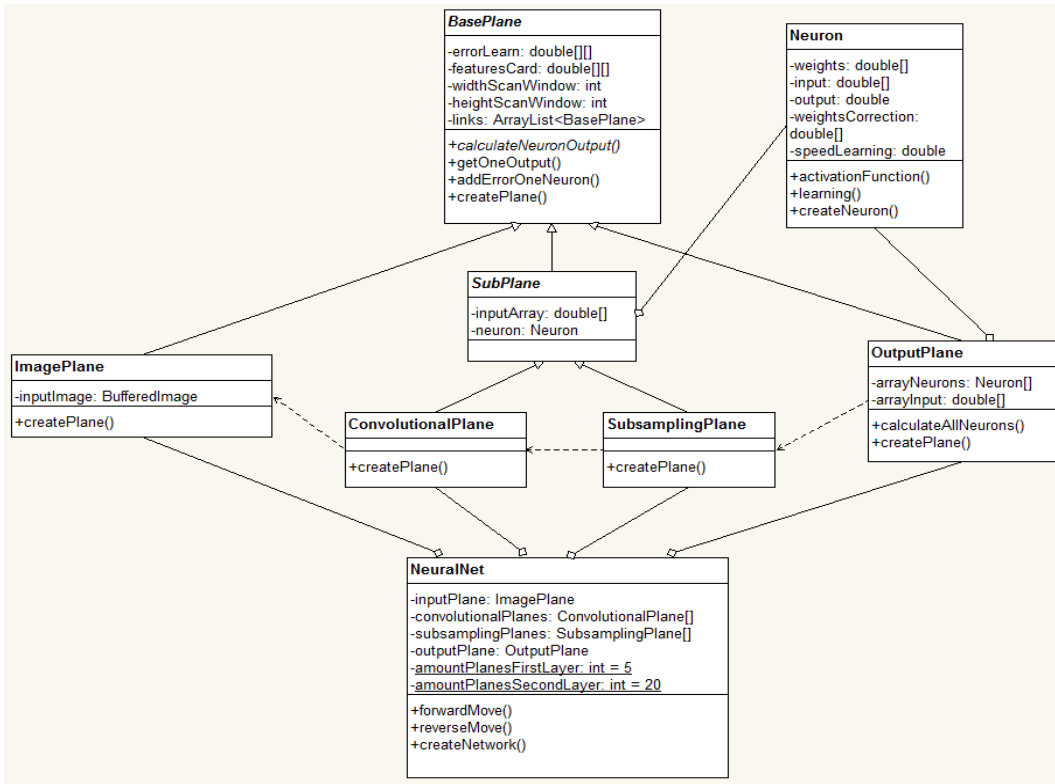 BasePlane
-errorLearn: double[][]
-featuresCard: double[][]
-widthScanWindow: int
-heightScanWindow: int
-links: ArrayList<BasePlane>
+calculateNeuronOutput()
+getOneOutput()
+addErrorOneNeuron()
+createPlane()
Neuron
-weights: double[]
-input: double[]
-output: double
-weightsCorrection:
double[]
-speedLearning: double
+activationFunction()
+learning()
+createNeuron()
SubPlane
-inputArray: double[]
-neuron: Neuron
ImagePlane
-inputImage: BufferedImage
+createPlane()
ConvolutionalPlane
+createPlane()
SubsamplingPlane
+createPlane()
OutputPlane
-arrayNeurons: Neuron[]
-arrayInput: double[]
+calculateAllNeurons()
+createPlane()
NeuralNet
-inputPlane: ImagePlane
-convolutionalPlanes: ConvolutionalPlane[]
-subsamplingPlanes: SubsamplingPlane[]
-outputPlane: OutputPlane
-amountPlanesFirstLayer: int = 5
-amountPlanesSecondLayer: int = 20
+forwardMove()
+reverseMove()
+createNetwork()